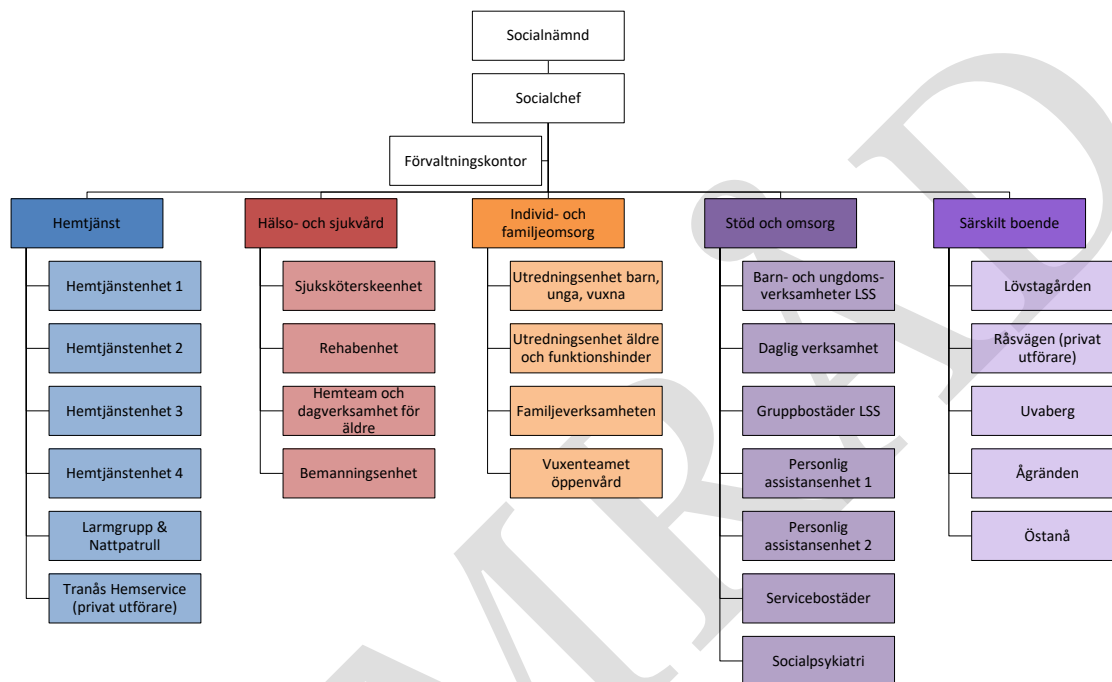 Socialnämnd
Socialchef
Förvaltningskontor
Hemtjänst
Hemtjänstenhet 1
Hemtjänstenhet 2
Hemtjänstenhet 3
Hemtjänstenhet 4
Larmgrupp &
Nattpatrull
Tranås Hemservice
(privat utförare)
Hälso- och sjukvård
Sjuksköterskeenhet
Rehabenhet
Hemteam och
dagverksamhet för
äldre
Bemanningsenhet
Individ- och
familjeomsorg
Utredningsenhet barn,
unga, vuxna
Utredningsenhet äldre
och funktionshinder
Familjeverksamheten
Vuxenteamet
öppenvård
Stöd och omsorg
Barn- och ungdoms-
verksamheter LSS
Daglig verksamhet
Gruppbostäder LSS
Personlig
assistansenhet 1
Personlig
assistansenhet 2
Servicebostäder
Socialpsykiatri
Särskilt boende
Lövstagården
Råsvägen (privat
utförare)
Uvaberg
Ågränden
Östanå
MRÅD